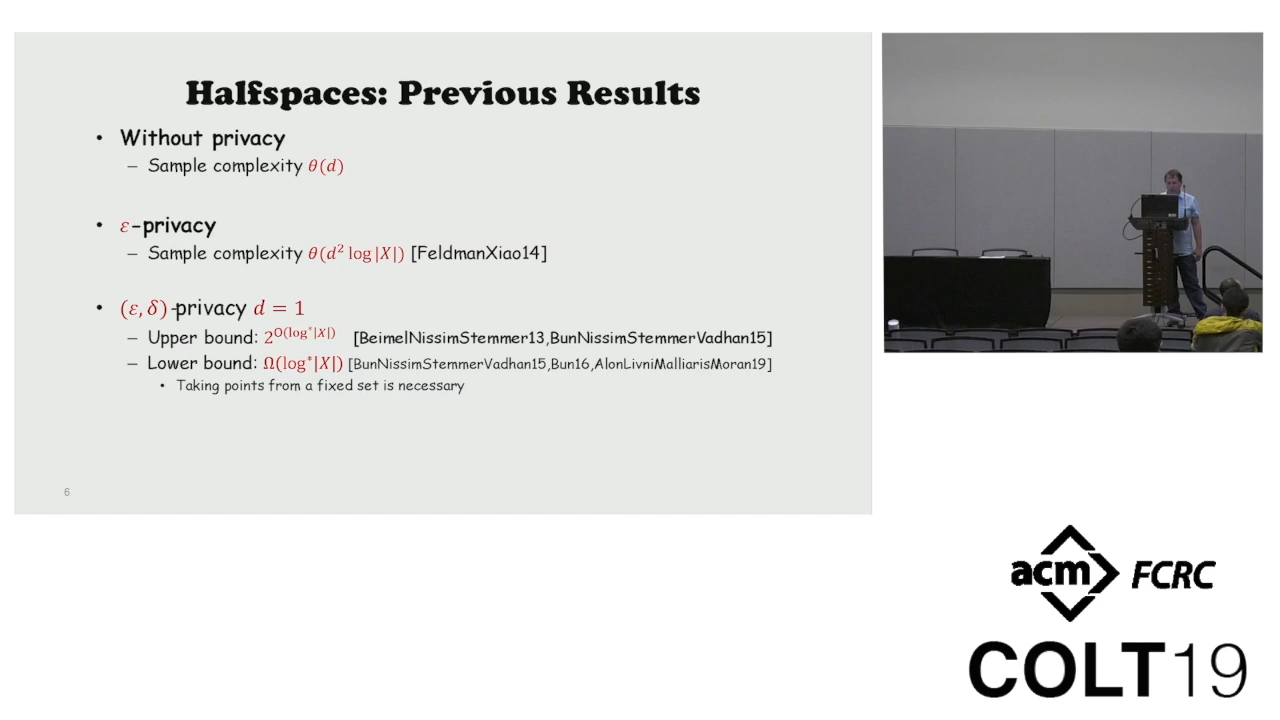 Halfspaces: Previous Results
• Without privacy
– Sample complexity θ(d)
• ε-privacy
– Sample complexity θ(d² log|X|) [FeldmanXiao14]
• (ε, δ)-privacy d = 1
– Upper bound: 2^O(log*|X|) [BeimelNissimStemmer13,BunNissimStemmerVadhan15]
– Lower bound: Ω(log*|X|) [BunNissimStemmerVadhan15,Bun16,AlonLivniMalliarisMoran19]
• Taking points from a fixed set is necessary
6
acm FCRC
COLT19